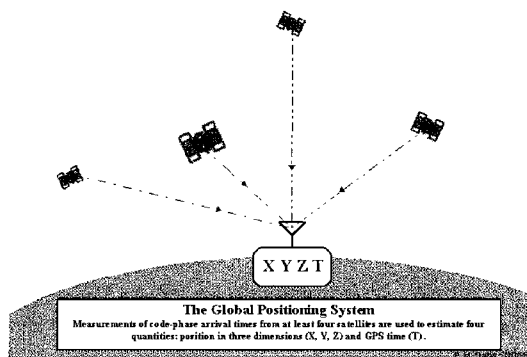 X Y Z T
The Global Positioning System
Measurements of code-phase arrival times from at least four satellites are used to estimate four
quantities: position in three dimensions (X, Y, Z) and GPS time (T).